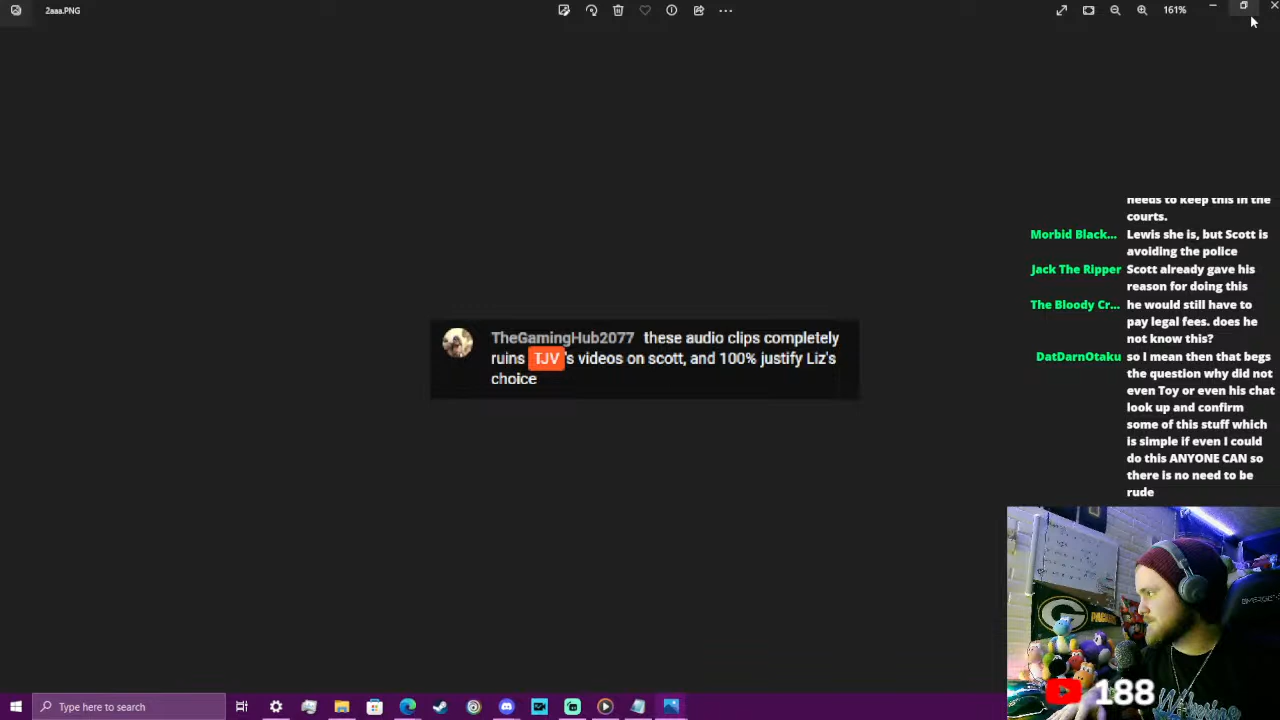 2aaa.PNG
161%
TheGamingHub2077 these audio clips completely
ruins TJV's videos on scott, and 100% justify Liz's
choice
needs to keep this in the
courts.
Morbid Black... Lewis she is, but Scott is
avoiding the police
Jack The Ripper Scott already gave his
reason for doing this
The Bloody Cr... he would still have to
pay legal fees. does he
not know this?
DatDarnOtaku so I mean then that begs
the question why did not
even Toy or even his chat
look up and confirm
some of this stuff which
is simple if even I could
do this ANYONE CAN so
there is no need to be
rude
188
Type here to search